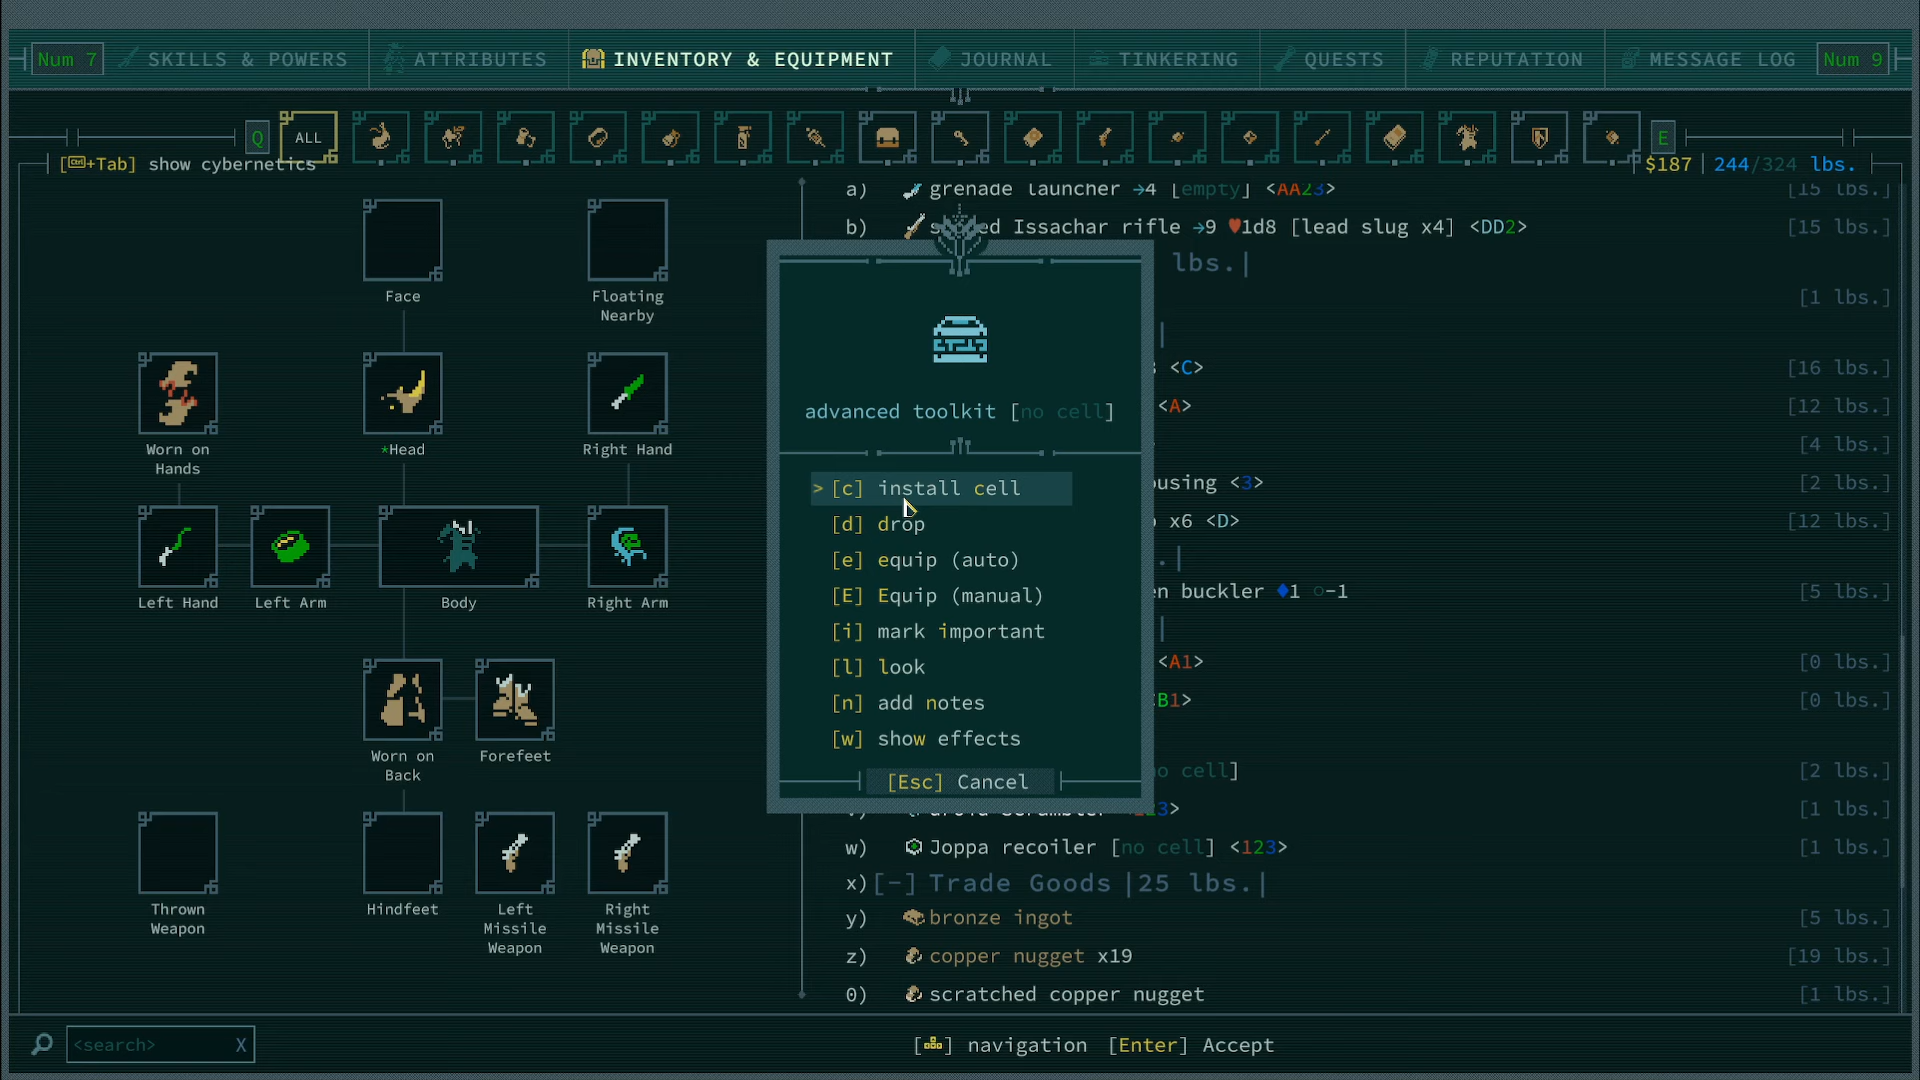 Num 7
SKILLS & POWERS
ATTRIBUTES
INVENTORY & EQUIPMENT
JOURNAL
TINKERING
QUESTS
REPUTATION
MESSAGE LOG
Num 9
Q
ALL
E
[Ctrl+Tab] show cybernetics
$187 | 244/324 lbs.
Face
Floating
Nearby
Worn on
Hands
*Head
Right Hand
Left Hand
Left Arm
Body
Right Arm
Worn on
Back
Forefeet
Thrown
Weapon
Hindfeet
Left
Missile
Weapon
Right
Missile
Weapon
a) grenade launcher →4 [empty] <AA23> [15 lbs.]
b) Issachar rifle →9 ♥1d8 [lead slug x4] <DD2> [15 lbs.]
lbs.|
[1 lbs.]
<C> [16 lbs.]
<A> [12 lbs.]
[4 lbs.]
ousing <3> [2 lbs.]
x6 <D> [12 lbs.]
en buckler ♦1 ○-1 [5 lbs.]
<A1> [0 lbs.]
B1> [0 lbs.]
o cell] [2 lbs.]
[1 lbs.]
w) Joppa recoiler [no cell] <123> [1 lbs.]
x) [-] Trade Goods |25 lbs.|
y) bronze ingot [5 lbs.]
z) copper nugget x19 [19 lbs.]
0) scratched copper nugget [1 lbs.]
advanced toolkit [no cell]
> [c] install cell
[d] drop
[e] equip (auto)
[E] Equip (manual)
[i] mark important
[l] look
[n] add notes
[w] show effects
[Esc] Cancel
<search> X
navigation [Enter] Accept